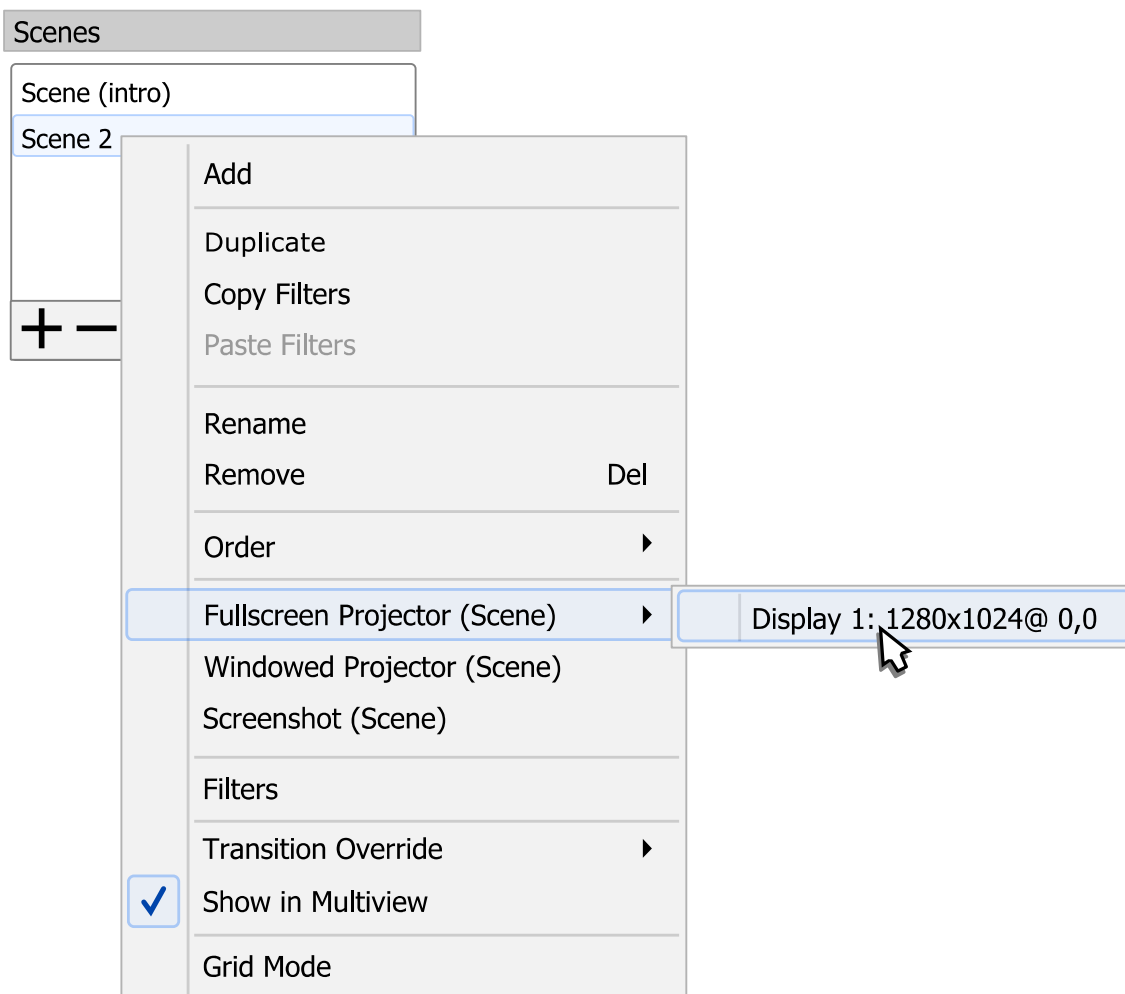 Scenes
Scene (intro)
Scene 2
Add
Duplicate
Copy Filters
Paste Filters
Rename
Remove Del
Order
Fullscreen Projector (Scene)
Display 1: 1280x1024@ 0,0
Windowed Projector (Scene)
Screenshot (Scene)
Filters
Transition Override
Show in Multiview
Grid Mode